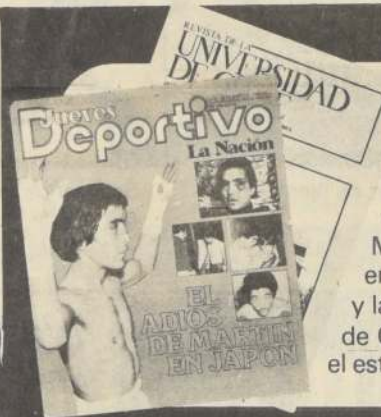 REVISTA DE LA
UNIVERSIDAD
DE
Jueves
Deportivo
La Nación
EL
ADIOS
DE MARTIN
EN JAPON
y la
de
el est